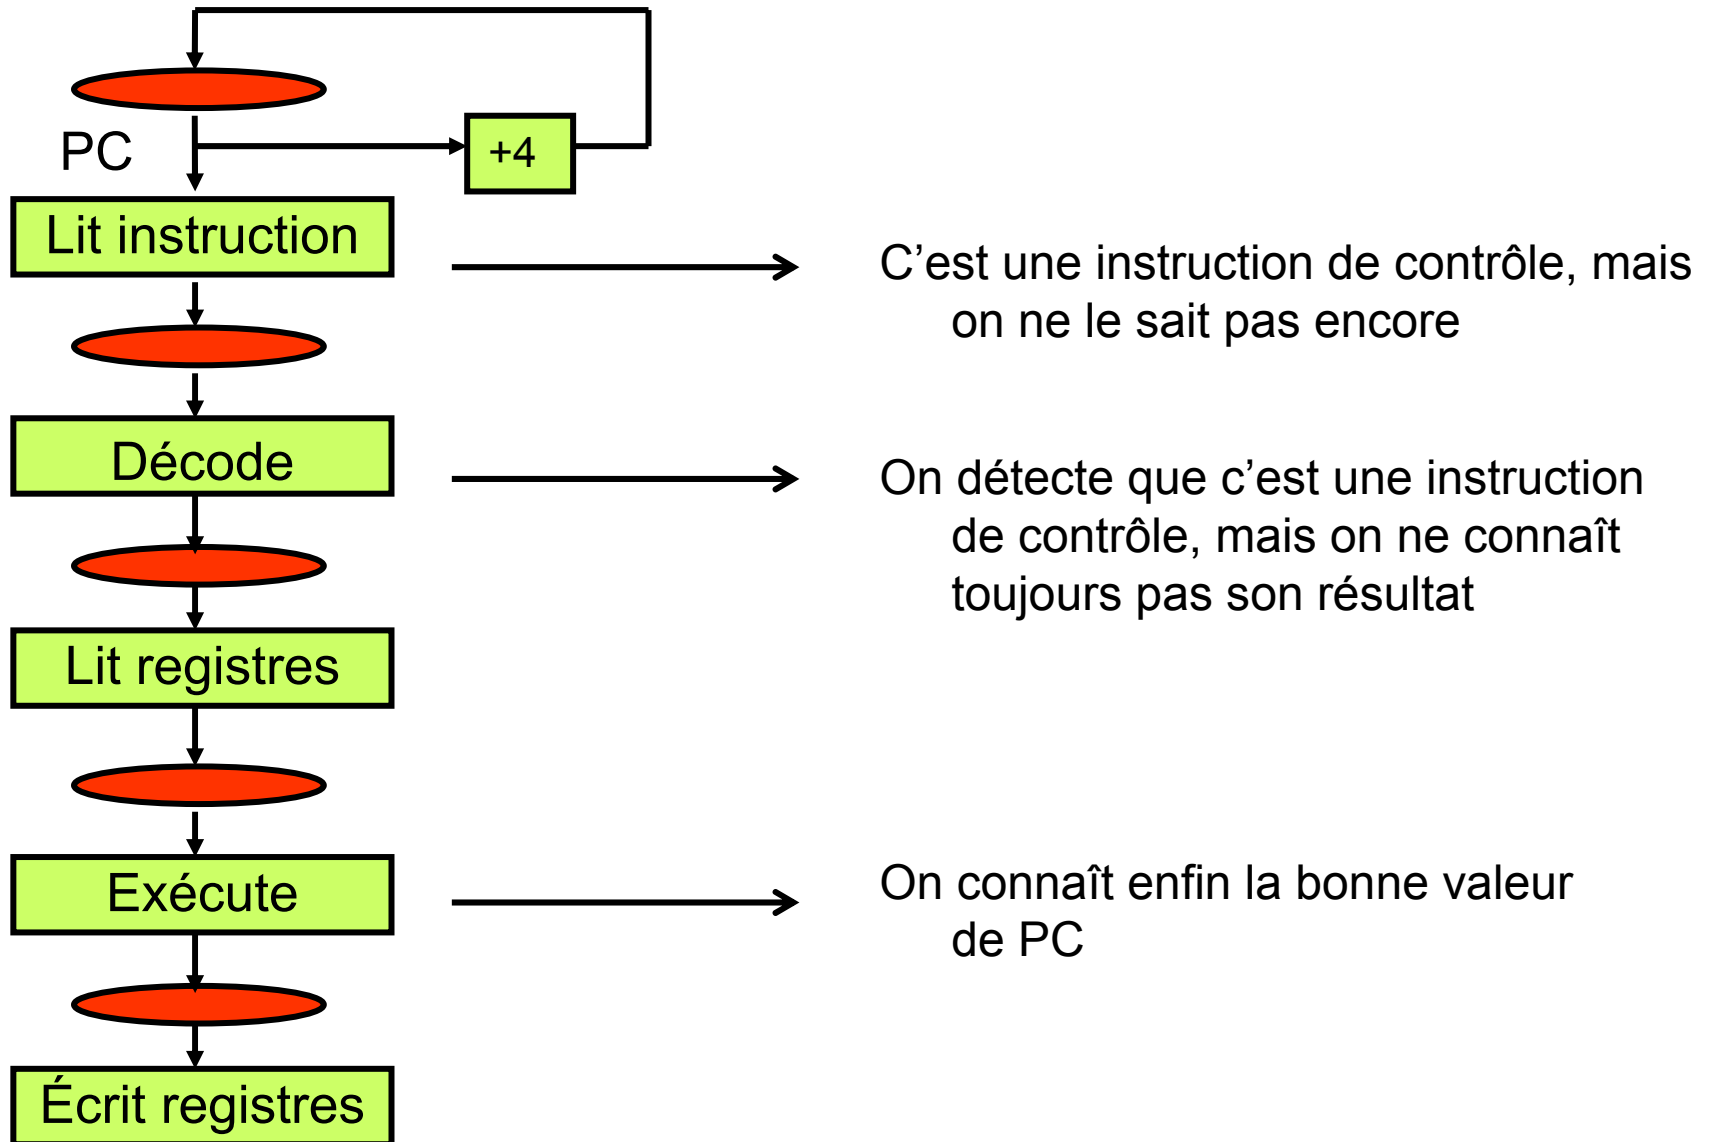 PC
+4
Lit instruction
C’est une instruction de contrôle, mais
on ne le sait pas encore
Décode
On détecte que c’est une instruction
de contrôle, mais on ne connaît
toujours pas son résultat
Lit registres
Exécute
On connaît enfin la bonne valeur
de PC
Écrit registres